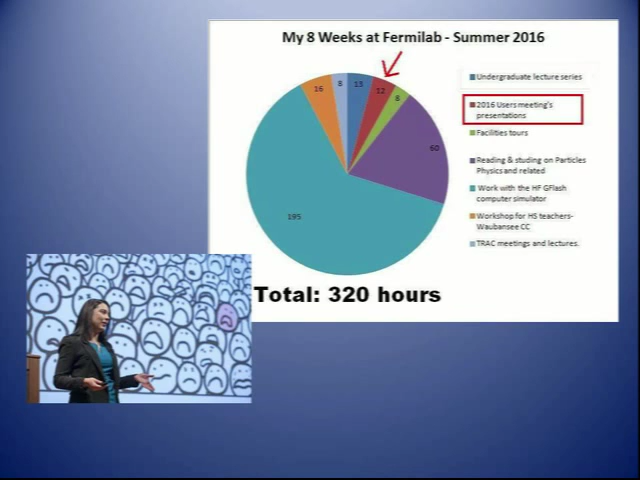 My 8 Weeks at Fermilab - Summer 2016
16
8
13
12
8
60
195
Undergraduate lecture series
2016 Users meeting's
presentations
Facilities tours
Reading & studing on Particles
Physics and related
Work with the HF GFlash
computer simulator
Workshop for HS teachers-
Waubansee CC
TRAC meetings and lectures.
Total: 320 hours